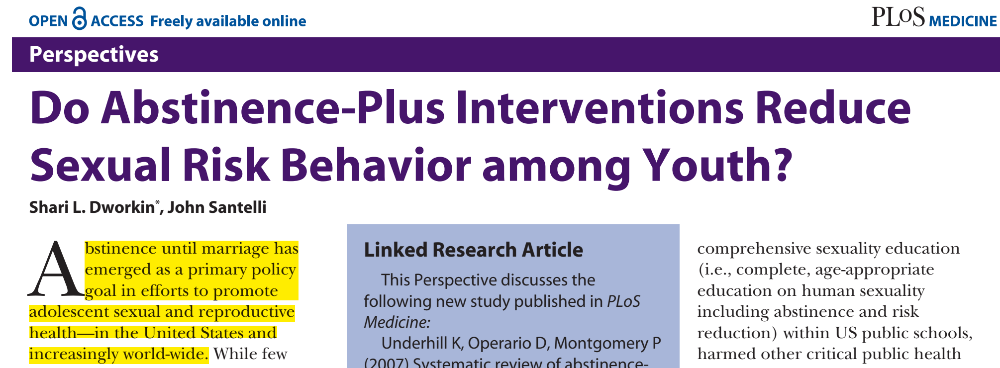 OPEN ACCESS Freely available online
PLoS MEDICINE
Perspectives
Do Abstinence-Plus Interventions Reduce
Sexual Risk Behavior among Youth?
Shari L. Dworkin*, John Santelli
Abstinence until marriage has
emerged as a primary policy
goal in efforts to promote
adolescent sexual and reproductive
health—in the United States and
increasingly world-wide. While few
Linked Research Article
This Perspective discusses the
following new study published in PLoS
Medicine:
Underhill K, Operario D, Montgomery P
(2007) Systematic review of abstinence-
comprehensive sexuality education
(i.e., complete, age-appropriate
education on human sexuality
including abstinence and risk
reduction) within US public schools,
harmed other critical public health